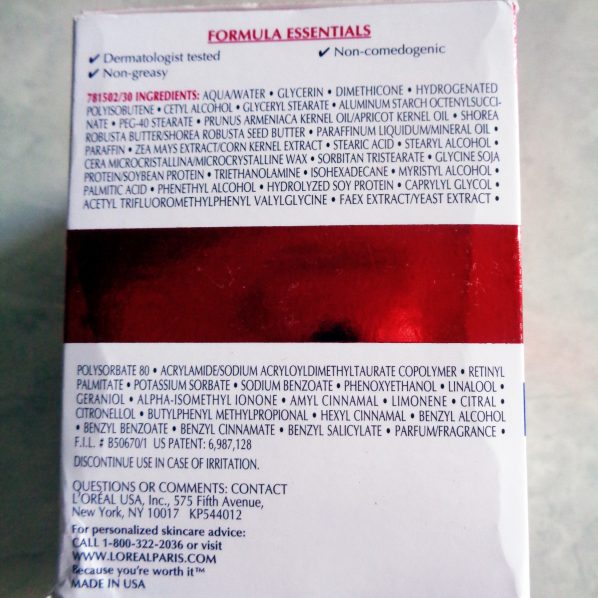 FORMULA ESSENTIALS
✔ Dermatologist tested ✔ Non-comedogenic
✔ Non-greasy
781502/30 INGREDIENTS: AQUA/WATER • GLYCERIN • DIMETHICONE • HYDROGENATED
POLYISOBUTENE • CETYL ALCOHOL • GLYCERYL STEARATE • ALUMINUM STARCH OCTENYLSUCCI-
NATE • PEG-40 STEARATE • PRUNUS ARMENIACA KERNEL OIL/APRICOT KERNEL OIL • SHOREA
ROBUSTA BUTTER/SHOREA ROBUSTA SEED BUTTER • PARAFFINUM LIQUIDUM/MINERAL OIL •
PARAFFIN • ZEA MAYS EXTRACT/CORN KERNEL EXTRACT • STEARIC ACID • STEARYL ALCOHOL •
CERA MICROCRISTALLINA/MICROCRYSTALLINE WAX • SORBITAN TRISTEARATE • GLYCINE SOJA
PROTEIN/SOYBEAN PROTEIN • TRIETHANOLAMINE • ISOHEXADECANE • MYRISTYL ALCOHOL •
PALMITIC ACID • PHENETHYL ALCOHOL • HYDROLYZED SOY PROTEIN • CAPRYLYL GLYCOL •
ACETYL TRIFLUOROMETHYLPHENYL VALYLGLYCINE • FAEX EXTRACT/YEAST EXTRACT •
POLYSORBATE 80 • ACRYLAMIDE/SODIUM ACRYLOYLDIMETHYLTAURATE COPOLYMER • RETINYL
PALMITATE • POTASSIUM SORBATE • SODIUM BENZOATE • PHENOXYETHANOL • LINALOOL •
GERANIOL • ALPHA-ISOMETHYL IONONE • AMYL CINNAMAL • LIMONENE • CITRAL •
CITRONELLOL • BUTYLPHENYL METHYLPROPIONAL • HEXYL CINNAMAL • BENZYL ALCOHOL
• BENZYL BENZOATE • BENZYL CINNAMATE • BENZYL SALICYLATE • PARFUM/FRAGRANCE •
F.I.L. # B50670/1 US PATENT: 6,987,128
DISCONTINUE USE IN CASE OF IRRITATION.
QUESTIONS OR COMMENTS: CONTACT
L'ORÉAL USA, Inc., 575 Fifth Avenue,
New York, NY 10017 KP544012
For personalized skincare advice:
CALL 1-800-322-2036 or visit
WWW.LOREALPARIS.COM
Because you're worth it™
MADE IN USA